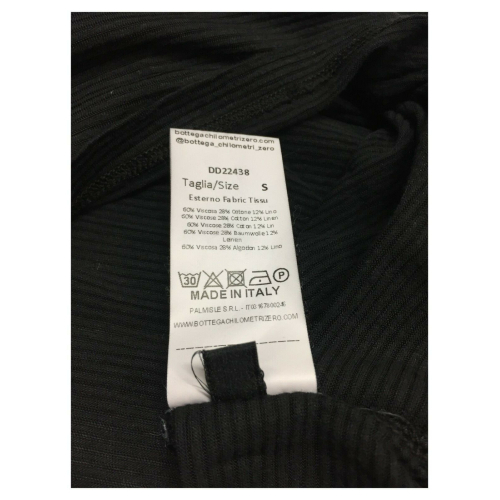 bottegachilometrizero.com
@bottega_chilometri_zero
DD22438
Taglia/Size S
Esterno Fabric Tissu
60% Viscosa 28% Cotone 12% Lino
60% Viscose 28% Cotton 12% Linen
60% Viscose 28% Coton 12% Lin
60% Viscose 28% Baumwolle 12%
Leinen
60% Viscosa 28% Algodon 12% Lino
30 P
MADE IN ITALY
PALMISLE S.R.L. - IT
WWW.BOTTEGACHILOMETRIZERO.COM